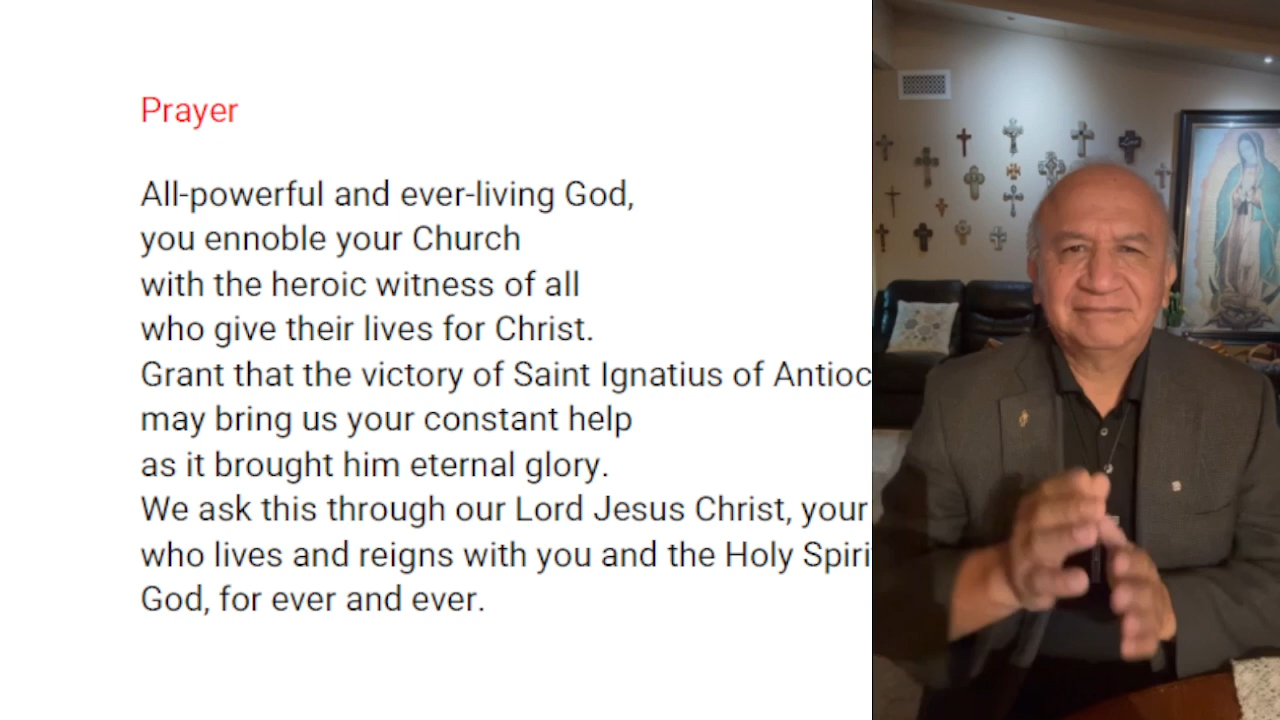 Prayer
All-powerful and ever-living God,
you ennoble your Church
with the heroic witness of all
who give their lives for Christ.
Grant that the victory of Saint Ignatius of Antioc
may bring us your constant help
as it brought him eternal glory.
We ask this through our Lord Jesus Christ, your
who lives and reigns with you and the Holy Spiri
God, for ever and ever.